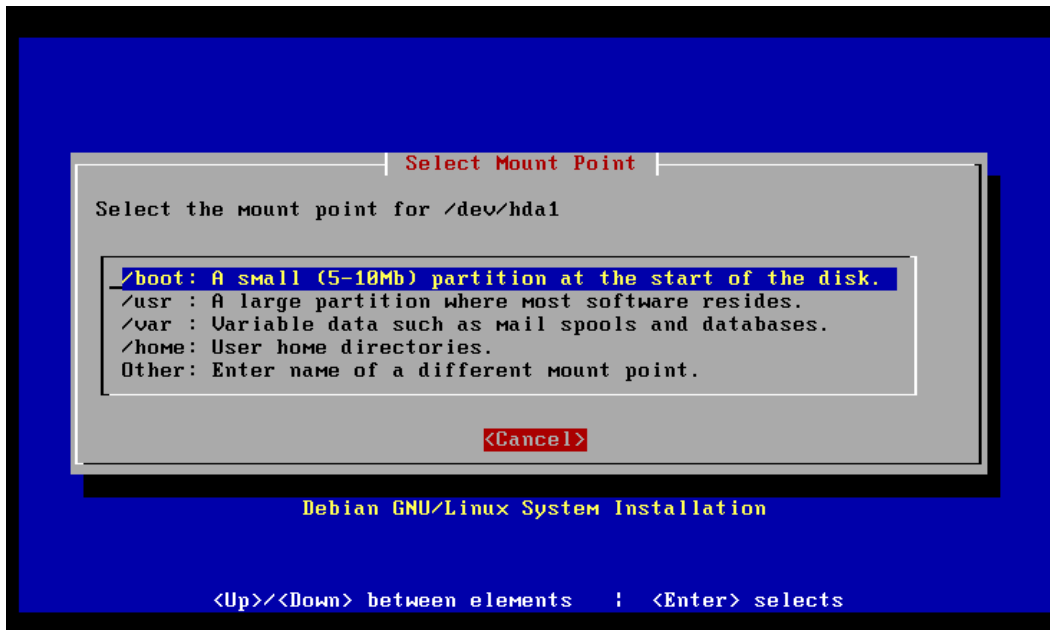 Select Mount Point
Select the mount point for /dev/hda1
/boot: A small (5-10Mb) partition at the start of the disk.
/usr : A large partition where most software resides.
/var : Variable data such as mail spools and databases.
/home: User home directories.
Other: Enter name of a different mount point.
<Cancel>
Debian GNU/Linux System Installation
<Up>/<Down> between elements ¦ <Enter> selects